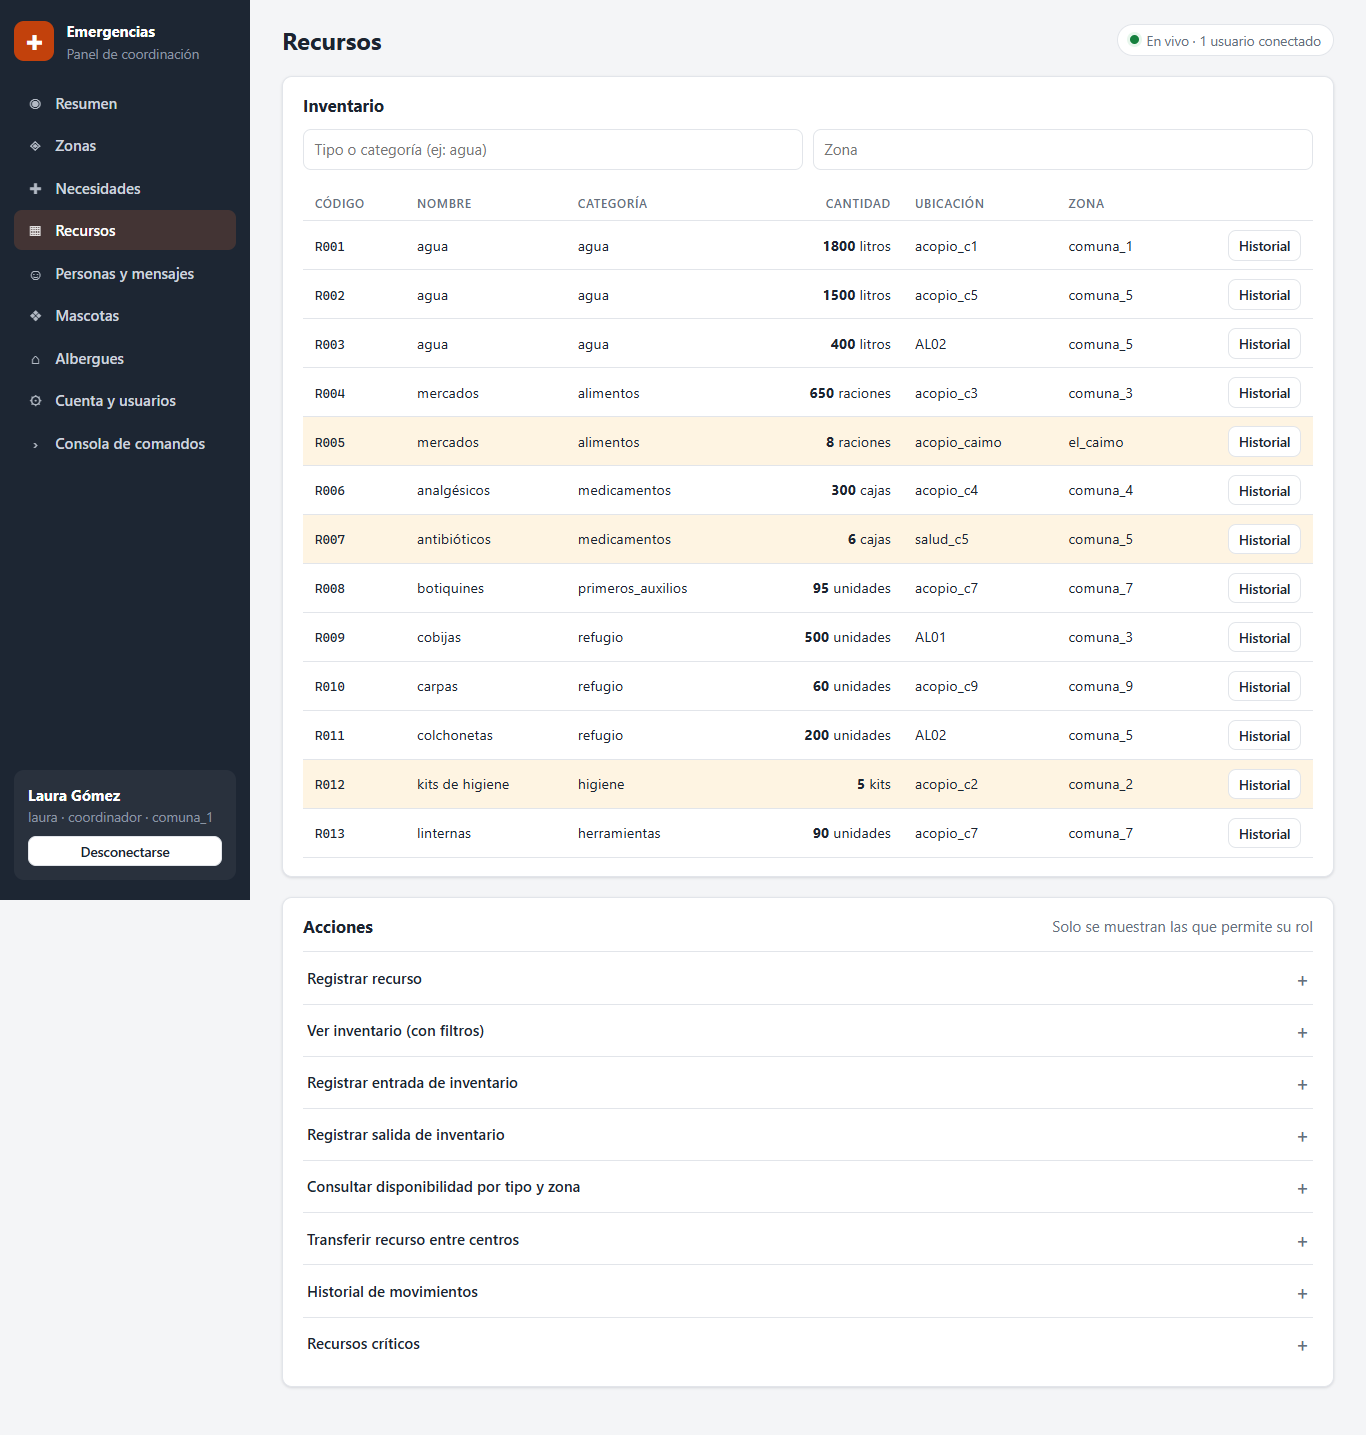 Emergencias
Panel de coordinación
Resumen
Zonas
Necesidades
Recursos
Personas y mensajes
Mascotas
Albergues
Cuenta y usuarios
Consola de comandos
Laura Gómez
laura · coordinador · comuna_1
Desconectarse
Recursos
En vivo · 1 usuario conectado
Inventario
Tipo o categoría (ej: agua) Zona
CÓDIGO NOMBRE CATEGORÍA CANTIDAD UBICACIÓN ZONA
R001 agua agua 1800 litros acopio_c1 comuna_1 Historial
R002 agua agua 1500 litros acopio_c5 comuna_5 Historial
R003 agua agua 400 litros AL02 comuna_5 Historial
R004 mercados alimentos 650 raciones acopio_c3 comuna_3 Historial
R005 mercados alimentos 8 raciones acopio_caimo el_caimo Historial
R006 analgésicos medicamentos 300 cajas acopio_c4 comuna_4 Historial
R007 antibióticos medicamentos 6 cajas salud_c5 comuna_5 Historial
R008 botiquines primeros_auxilios 95 unidades acopio_c7 comuna_7 Historial
R009 cobijas refugio 500 unidades AL01 comuna_3 Historial
R010 carpas refugio 60 unidades acopio_c9 comuna_9 Historial
R011 colchonetas refugio 200 unidades AL02 comuna_5 Historial
R012 kits de higiene higiene 5 kits acopio_c2 comuna_2 Historial
R013 linternas herramientas 90 unidades acopio_c7 comuna_7 Historial
Acciones Solo se muestran las que permite su rol
Registrar recurso +
Ver inventario (con filtros) +
Registrar entrada de inventario +
Registrar salida de inventario +
Consultar disponibilidad por tipo y zona +
Transferir recurso entre centros +
Historial de movimientos +
Recursos críticos +